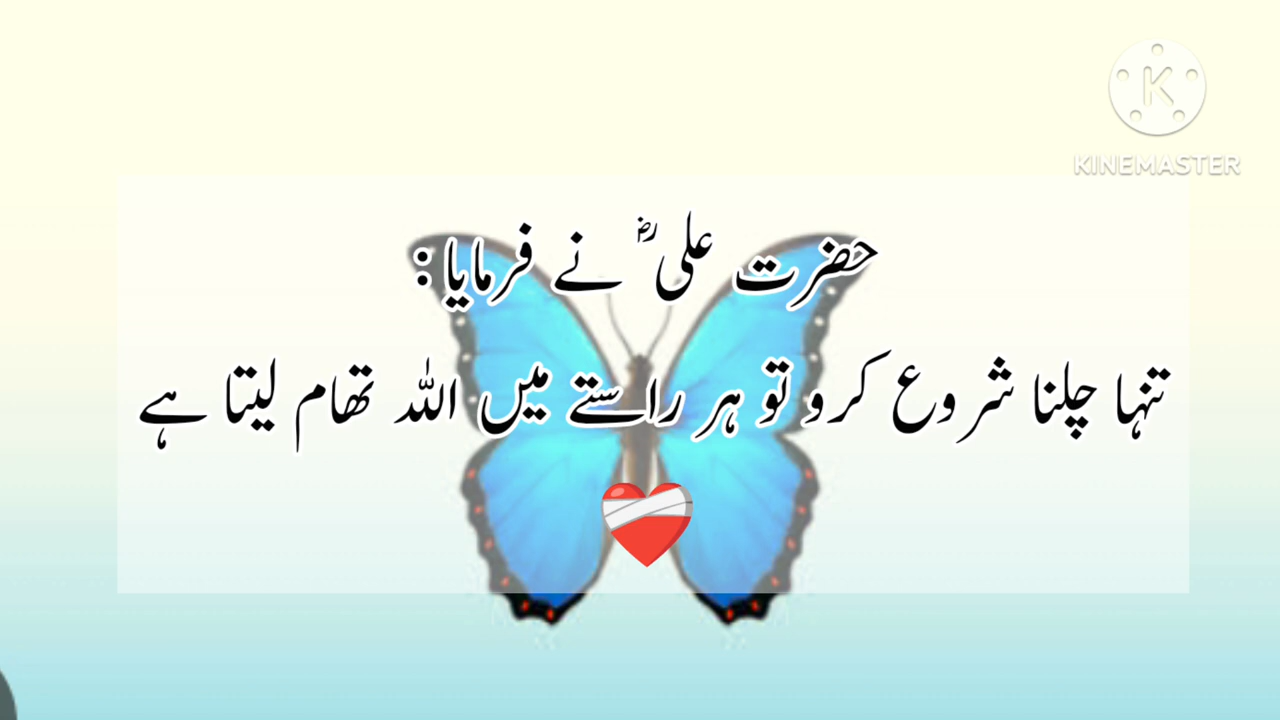 KINEMASTER
حضرت علیؓ نے فرمایا:
تنہا چلنا شروع کرو تو ہر راستے میں اللہ تھام لیتا ہے